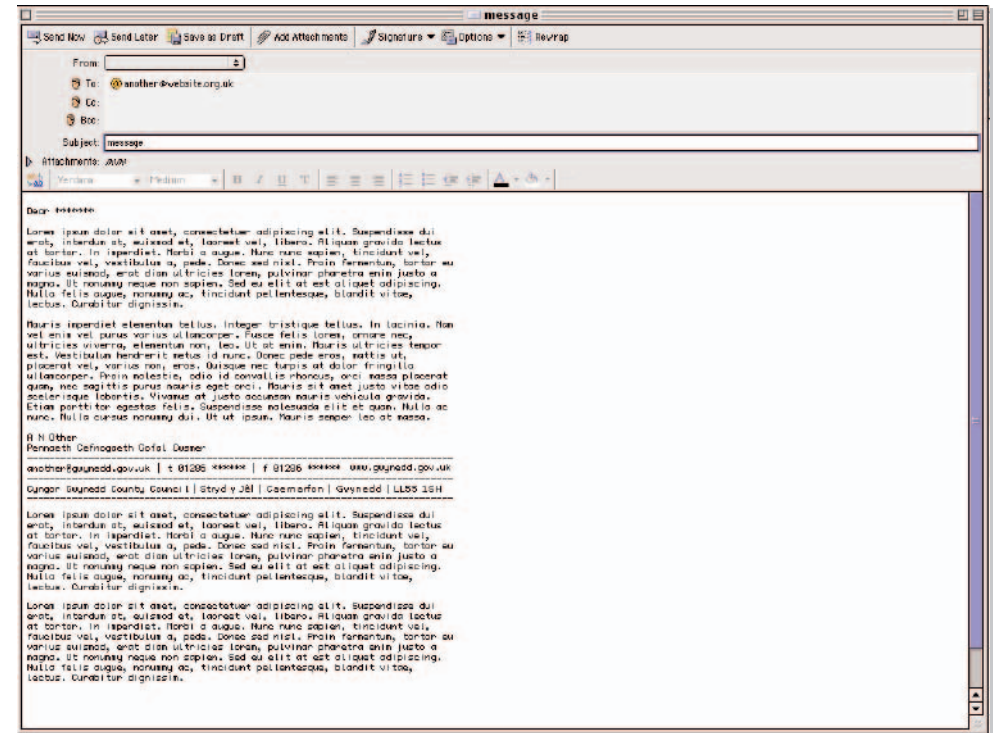 message
Send Now Send Later Save as Draft Add Attachments Signature Options Rewrap
From:
To: another@website.org.uk
Cc:
Bcc:
Subject: message
Attachments: none
Verdana Medium B I U T A
Dear *******
Lorem ipsum dolor sit amet, consectetuer adipiscing elit. Suspendisse dui
erat, interdum at, euismod et, laoreet vel, libero. Aliquam gravida lectus
at tortor. In imperdiet. Morbi a augue. Nunc nunc sapien, tincidunt vel,
faucibus vel, vestibulum a, pede. Donec sed nisl. Proin fermentum, tortor eu
varius euismod, erat diam ultricies lorem, pulvinar pharetra enim justo a
magna. Ut nonummy neque non sapien. Sed eu elit at est aliquet adipiscing.
Nulla felis augue, nonummy ac, tincidunt pellentesque, blandit vitae,
lectus. Curabitur dignissim.
Mauris imperdiet elementum tellus. Integer tristique tellus. In lacinia. Nam
vel enim vel purus varius ullamcorper. Fusce felis lorem, ornare nec,
ultricies viverra, elementum non, leo. Ut at enim. Mauris ultricies tempor
est. Vestibulum hendrerit metus id nunc. Donec pede eros, mattis ut,
placerat vel, varius non, eros. Quisque nec turpis at dolor fringilla
ullamcorper. Proin molestie, odio id convallis rhoncus, orci massa placerat
quam, nec sagittis purus mauris eget orci. Mauris sit amet justo vitae odio
scelerisque lobortis. Vivamus at justo accumsan mauris vehicula gravida.
Etiam porttitor egestas felis. Suspendisse malesuada elit et quam. Nulla ac
nunc. Nulla cursus nonummy dui. Ut ut ipsum. Mauris semper leo at massa.
A N Other
Pennaeth Cefnogaeth Gofal Cwsmer
another@gwynedd.gov.uk | t 01286 ****** | f 01286 ****** www.gwynedd.gov.uk
Cyngor Gwynedd County Council | Stryd y Jêl | Caernarfon | Gwynedd | LL55 1SH
Lorem ipsum dolor sit amet, consectetuer adipiscing elit. Suspendisse dui
erat, interdum at, euismod et, laoreet vel, libero. Aliquam gravida lectus
at tortor. In imperdiet. Morbi a augue. Nunc nunc sapien, tincidunt vel,
faucibus vel, vestibulum a, pede. Donec sed nisl. Proin fermentum, tortor eu
varius euismod, erat diam ultricies lorem, pulvinar pharetra enim justo a
magna. Ut nonummy neque non sapien. Sed eu elit at est aliquet adipiscing.
Nulla felis augue, nonummy ac, tincidunt pellentesque, blandit vitae,
lectus. Curabitur dignissim.
Lorem ipsum dolor sit amet, consectetuer adipiscing elit. Suspendisse dui
erat, interdum at, euismod et, laoreet vel, libero. Aliquam gravida lectus
at tortor. In imperdiet. Morbi a augue. Nunc nunc sapien, tincidunt vel,
faucibus vel, vestibulum a, pede. Donec sed nisl. Proin fermentum, tortor eu
varius euismod, erat diam ultricies lorem, pulvinar pharetra enim justo a
magna. Ut nonummy neque non sapien. Sed eu elit at est aliquet adipiscing.
Nulla felis augue, nonummy ac, tincidunt pellentesque, blandit vitae,
lectus. Curabitur dignissim.